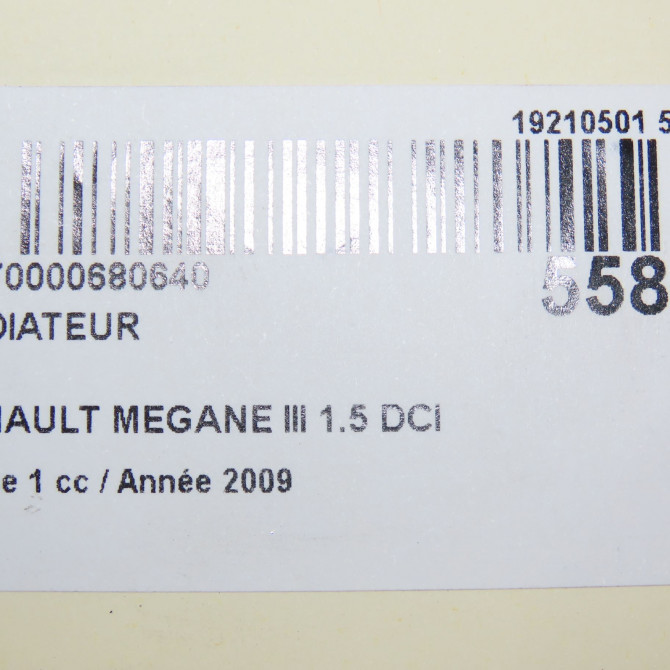 19210501 5
70000680640
558
DIATEUR
NAULT MEGANE III 1.5 DCI
e 1 cc / Année 2009